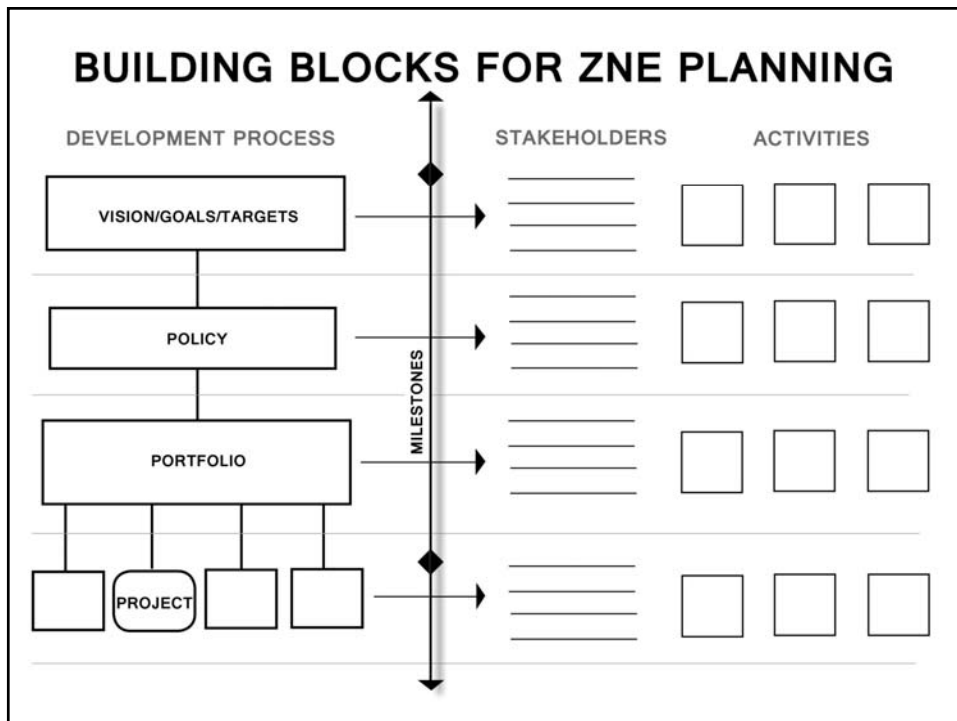 BUILDING BLOCKS FOR ZNE PLANNING
DEVELOPMENT PROCESS
STAKEHOLDERS
ACTIVITIES
VISION/GOALS/TARGETS
POLICY
MILESTONES
PORTFOLIO
PROJECT